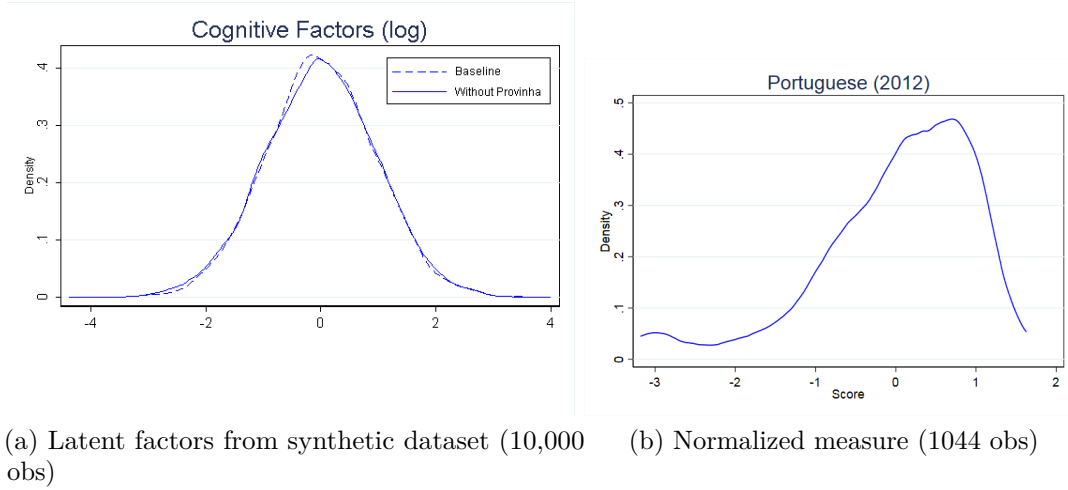 Cognitive Factors (log)
Baseline
Without Provinha
Density
.4
.3
.2
.1
0
-4
-2
0
2
4
Portuguese (2012)
Density
.5
.4
.3
.2
.1
0
-3
-2
-1
0
1
2
Score
(a) Latent factors from synthetic dataset (10,000
obs)
(b) Normalized measure (1044 obs)